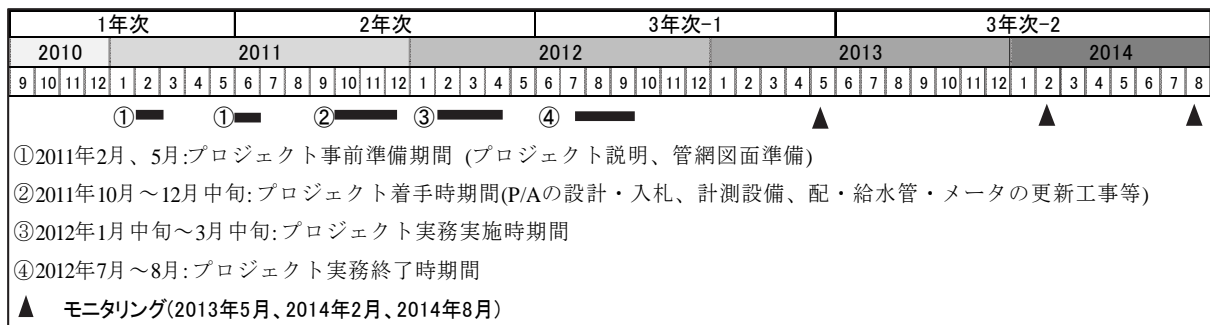 1年次 2年次 3年次-1 3年次-2
2010 2011 2012 2013 2014
9 10 11 12 1 2 3 4 5 6 7 8 9 10 11 12 1 2 3 4 5 6 7 8 9 10 11 12 1 2 3 4 5 6 7 8 9 10 11 12 1 2 3 4 5 6 7 8
① ① ② ③ ④ ▲ ▲ ▲
①2011年2月、5月:プロジェクト事前準備期間 (プロジェクト説明、管網図面準備)
②2011年10月～12月中旬:プロジェクト着手時期間(P/Aの設計・入札、計測設備、配・給水管・メータの更新工事等)
③2012年1月中旬～3月中旬:プロジェクト実務実施時期間
④2012年7月～8月:プロジェクト実務終了時期間
▲ モニタリング(2013年5月、2014年2月、2014年8月)